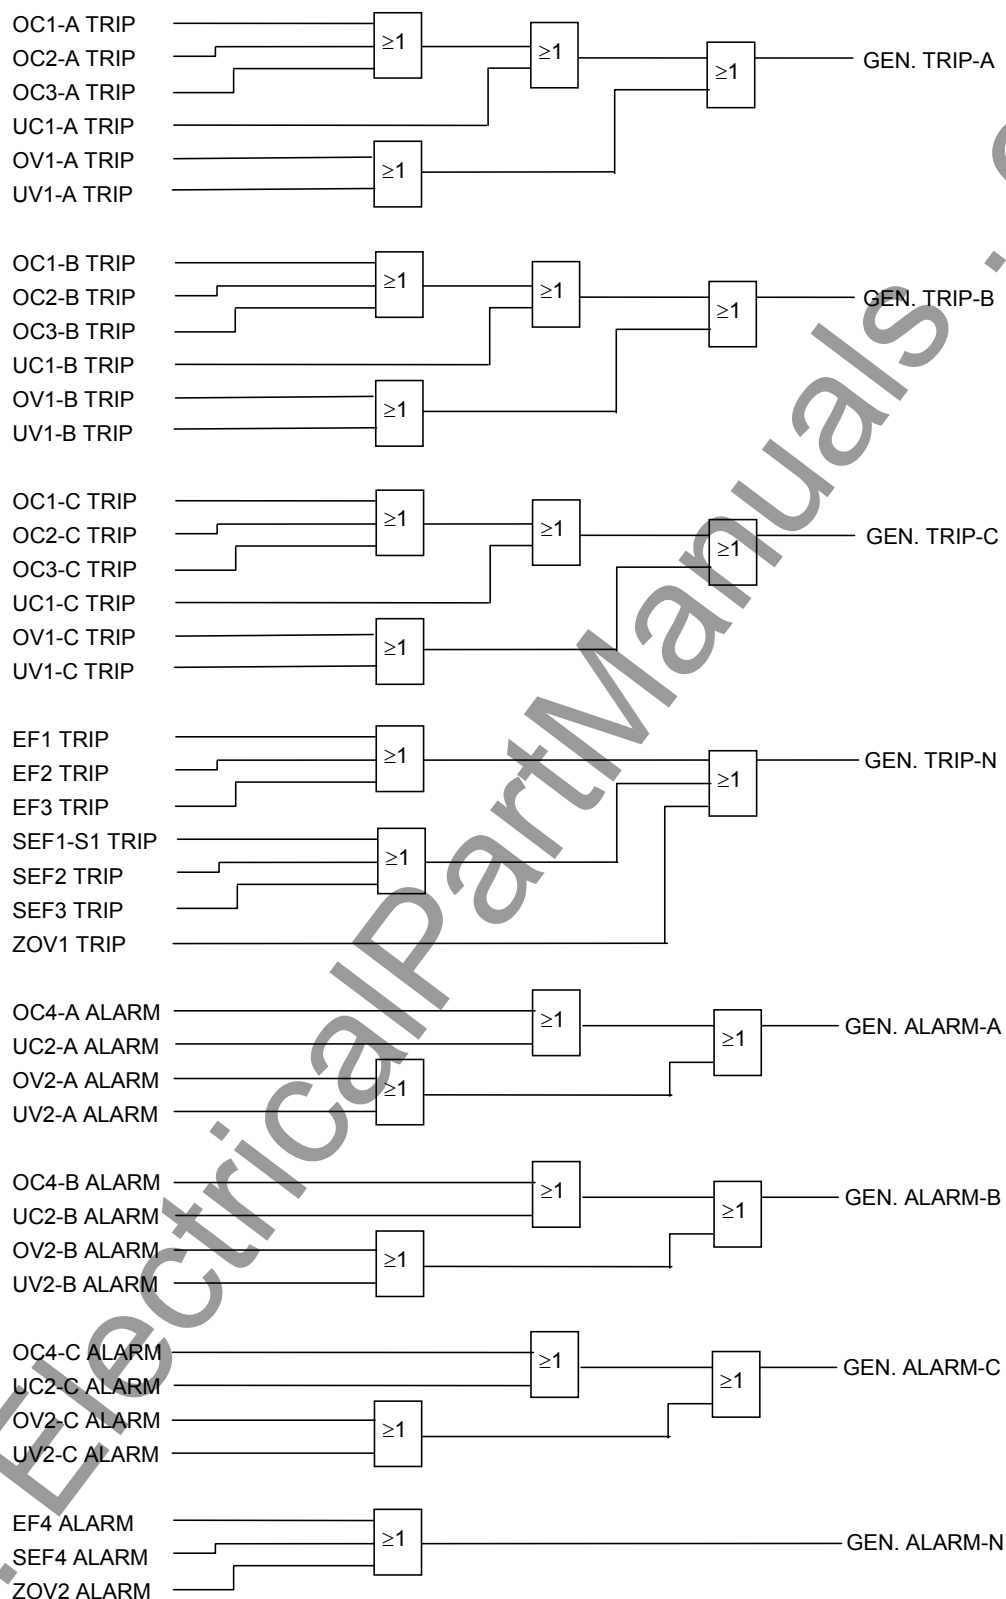 OC1-A TRIP
OC2-A TRIP
OC3-A TRIP
UC1-A TRIP
OV1-A TRIP
UV1-A TRIP
≥1
≥1
≥1
≥1
GEN. TRIP-A
OC1-B TRIP
OC2-B TRIP
OC3-B TRIP
UC1-B TRIP
OV1-B TRIP
UV1-B TRIP
≥1
≥1
≥1
≥1
GEN. TRIP-B
OC1-C TRIP
OC2-C TRIP
OC3-C TRIP
UC1-C TRIP
OV1-C TRIP
UV1-C TRIP
≥1
≥1
≥1
≥1
GEN. TRIP-C
EF1 TRIP
EF2 TRIP
EF3 TRIP
SEF1-S1 TRIP
SEF2 TRIP
SEF3 TRIP
ZOV1 TRIP
≥1
≥1
≥1
GEN. TRIP-N
OC4-A ALARM
UC2-A ALARM
OV2-A ALARM
UV2-A ALARM
≥1
≥1
≥1
GEN. ALARM-A
OC4-B ALARM
UC2-B ALARM
OV2-B ALARM
UV2-B ALARM
≥1
≥1
≥1
GEN. ALARM-B
OC4-C ALARM
UC2-C ALARM
OV2-C ALARM
UV2-C ALARM
≥1
≥1
≥1
GEN. ALARM-C
EF4 ALARM
SEF4 ALARM
ZOV2 ALARM
≥1
GEN. ALARM-N
. ElectricalPartManuals .